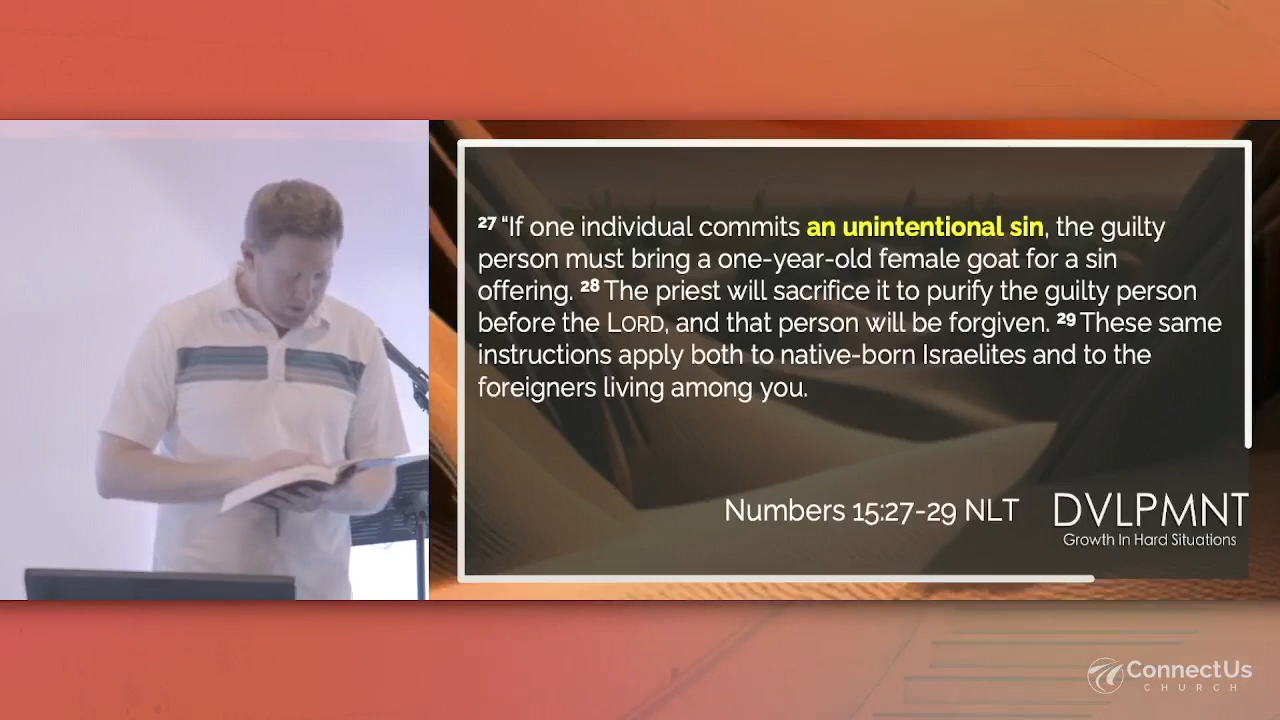 27 “If one individual commits an unintentional sin, the guilty
person must bring a one-year-old female goat for a sin
offering. 28 The priest will sacrifice it to purify the guilty person
before the LORD, and that person will be forgiven. 29 These same
instructions apply both to native-born Israelites and to the
foreigners living among you.
Numbers 15:27-29 NLT
DVLPMNT
Growth In Hard Situations
ConnectUs
CHURCH